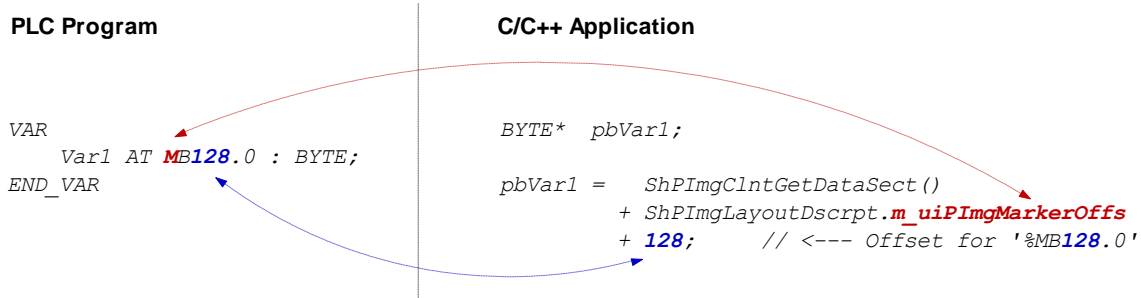 PLC Program
C/C++ Application
VAR
Var1 AT MB128.0 : BYTE;
END_VAR
BYTE* pbVar1;
pbVar1 = ShPImgClntGetDataSect()
+ ShPImgLayoutDscrpt.m_uiPImgMarkerOffs
+ 128; // <--- Offset for '%MB128.0'